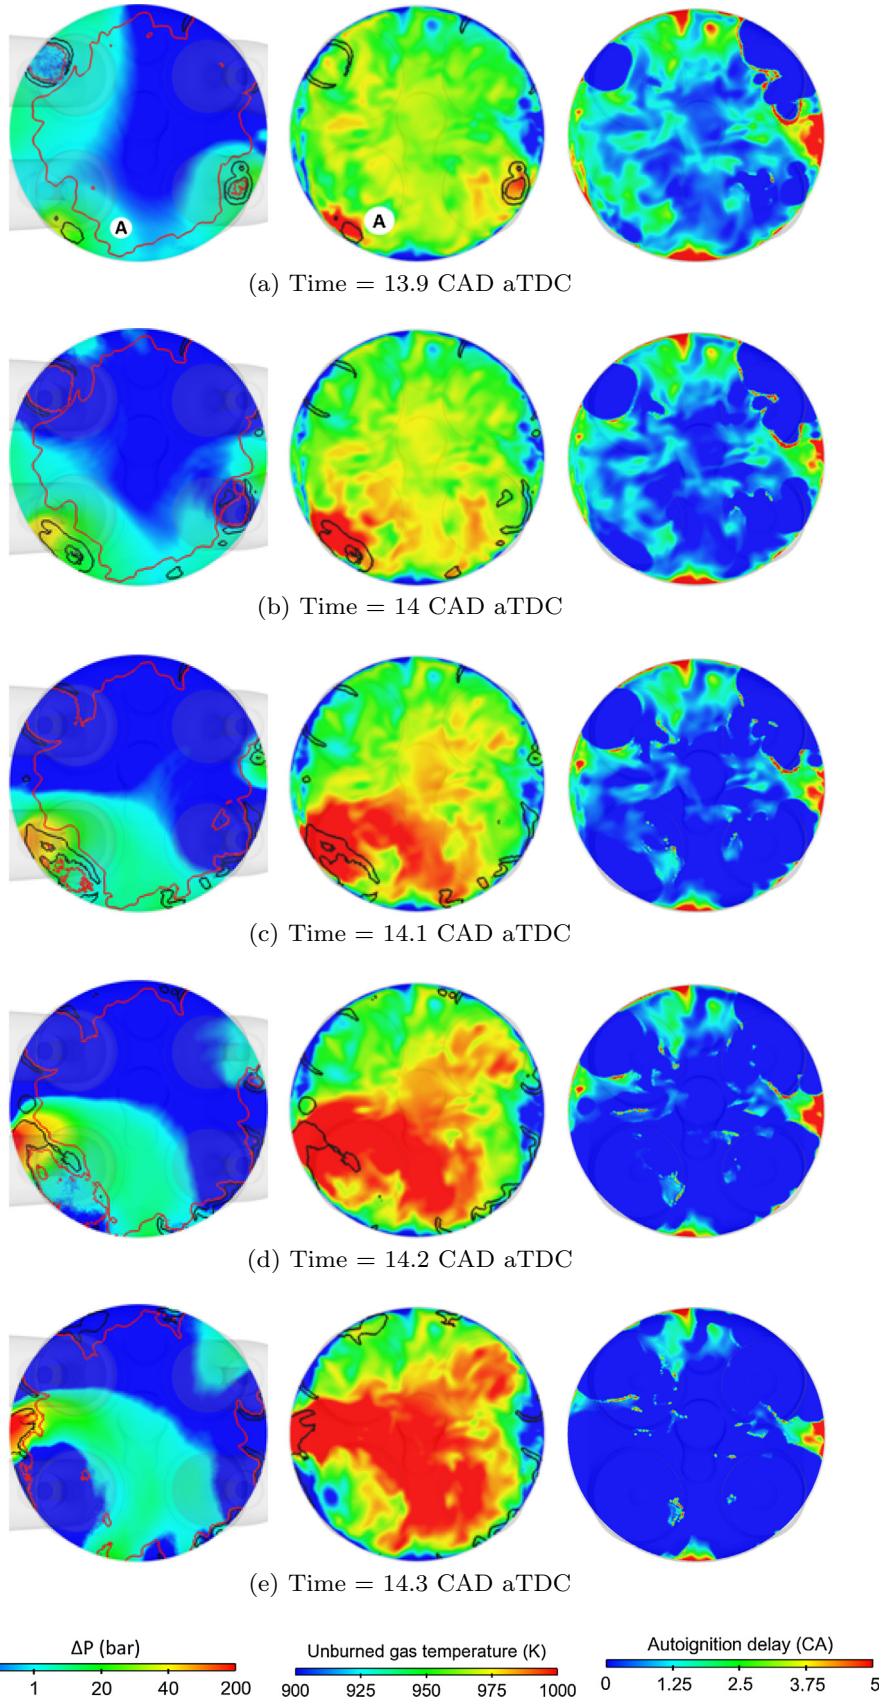 A
A
(a) Time = 13.9 CAD aTDC
(b) Time = 14 CAD aTDC
(c) Time = 14.1 CAD aTDC
(d) Time = 14.2 CAD aTDC
(e) Time = 14.3 CAD aTDC
ΔP (bar)
1 20 40 200
Unburned gas temperature (K)
900 925 950 975 1000
Autoignition delay (CA)
0 1.25 2.5 3.75 5